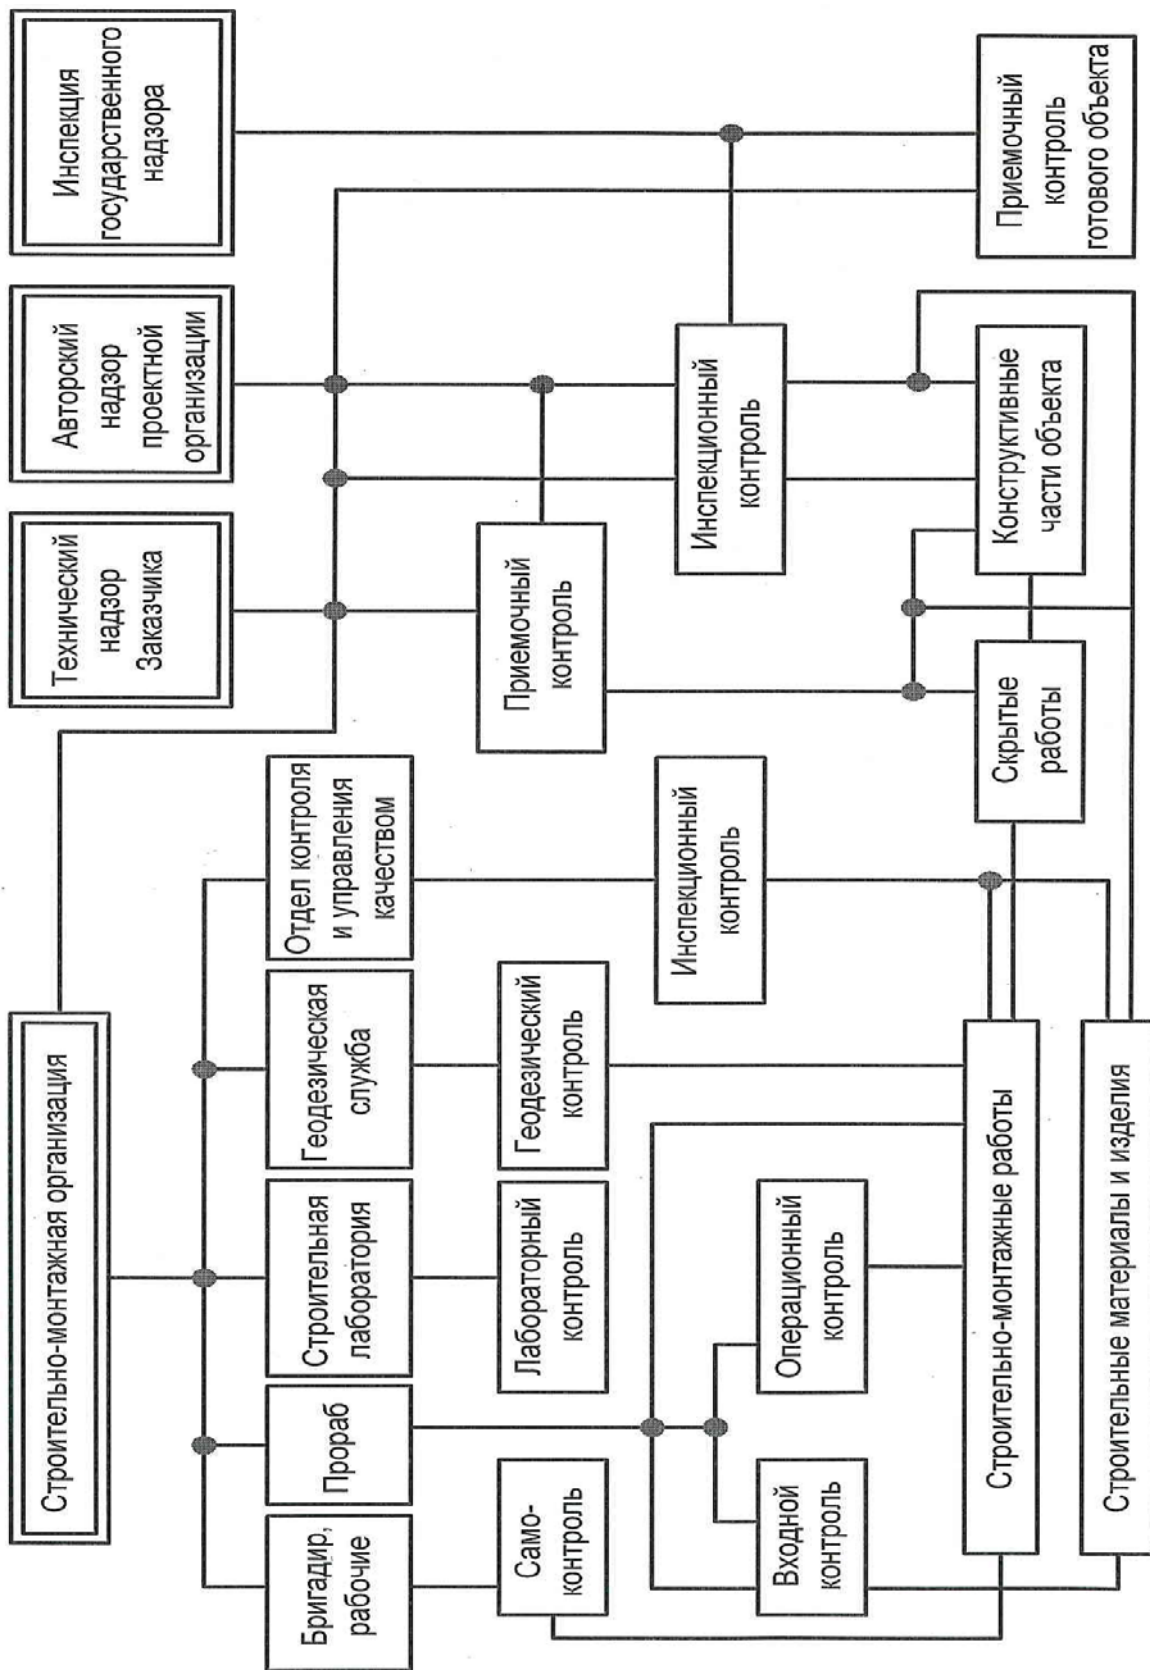 Строительно-монтажная организация
Технический
надзор
Заказчика
Авторский
надзор
проектной
организации
Инспекция
государственного
надзора
Бригадир,
рабочие
Прораб
Строительная
лаборатория
Геодезическая
служба
Отдел контроля
и управления
качеством
Само-
контроль
Лабораторный
контроль
Геодезический
контроль
Приемочный
контроль
Инспекционный
контроль
Инспекционный
контроль
Входной
контроль
Операционный
контроль
Строительно-монтажные работы
Скрытые
работы
Конструктивные
части объекта
Приемочный
контроль
готового объекта
Строительные материалы и изделия